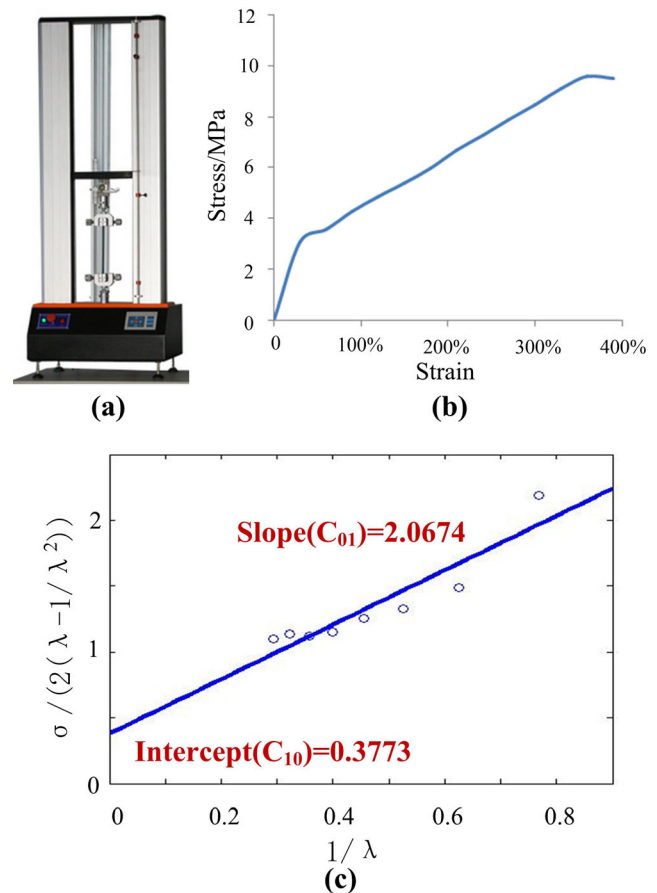 (a)
12
10
8
6
4
2
0
Stress/MPa
0 100% 200% 300% 400%
Strain
(b)
2
1
0
σ/(2(λ-1/λ²))
Slope(C₀₁)=2.0674
Intercept(C₁₀)=0.3773
0 0.2 0.4 0.6 0.8
1/λ
(c)